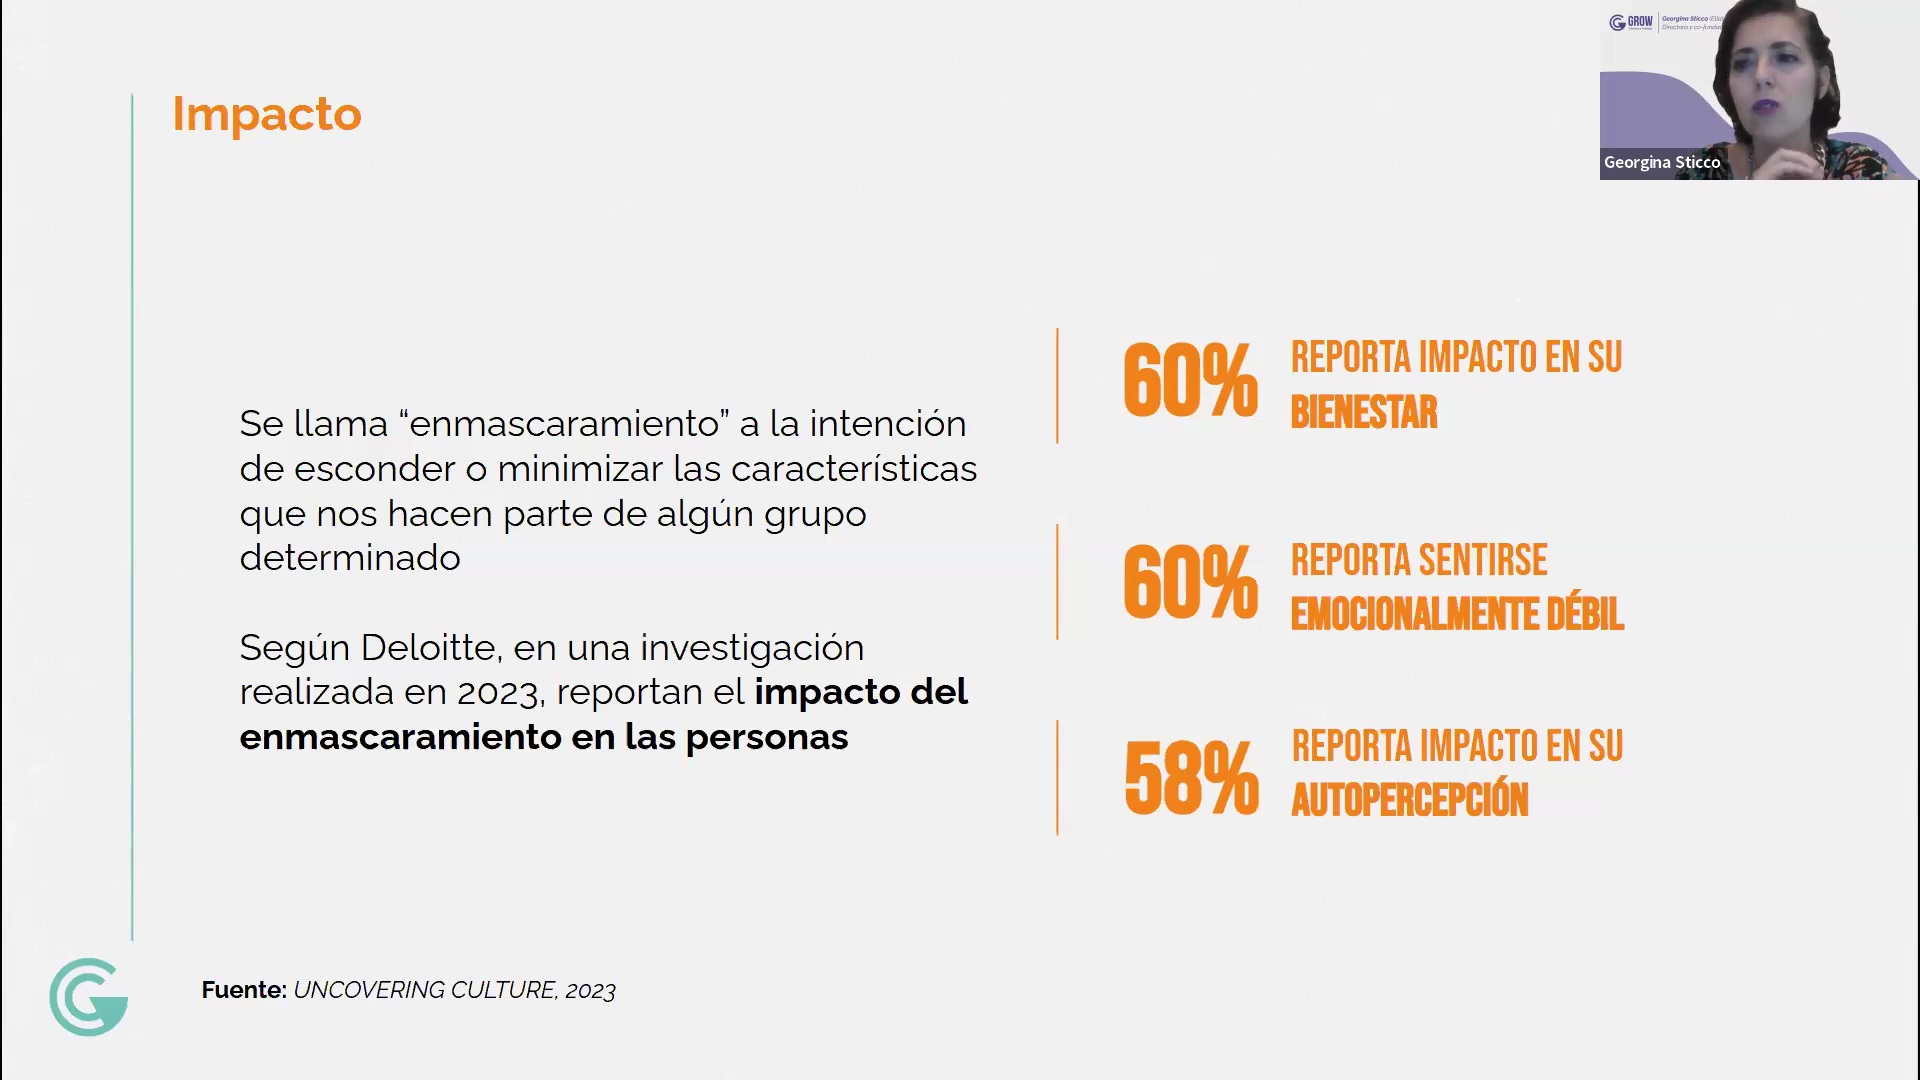 Impacto
Se llama “enmascaramiento” a la intención
de esconder o minimizar las características
que nos hacen parte de algún grupo
determinado
Según Deloitte, en una investigación
realizada en 2023, reportan el impacto del
enmascaramiento en las personas
60%
REPORTA IMPACTO EN SU
BIENESTAR
60%
REPORTA SENTIRSE
EMOCIONALMENTE DÉBIL
58%
REPORTA IMPACTO EN SU
AUTOPERCEPCIÓN
Fuente: UNCOVERING CULTURE, 2023
GROW
Georgina Sticco
Directora y
Georgina Sticco